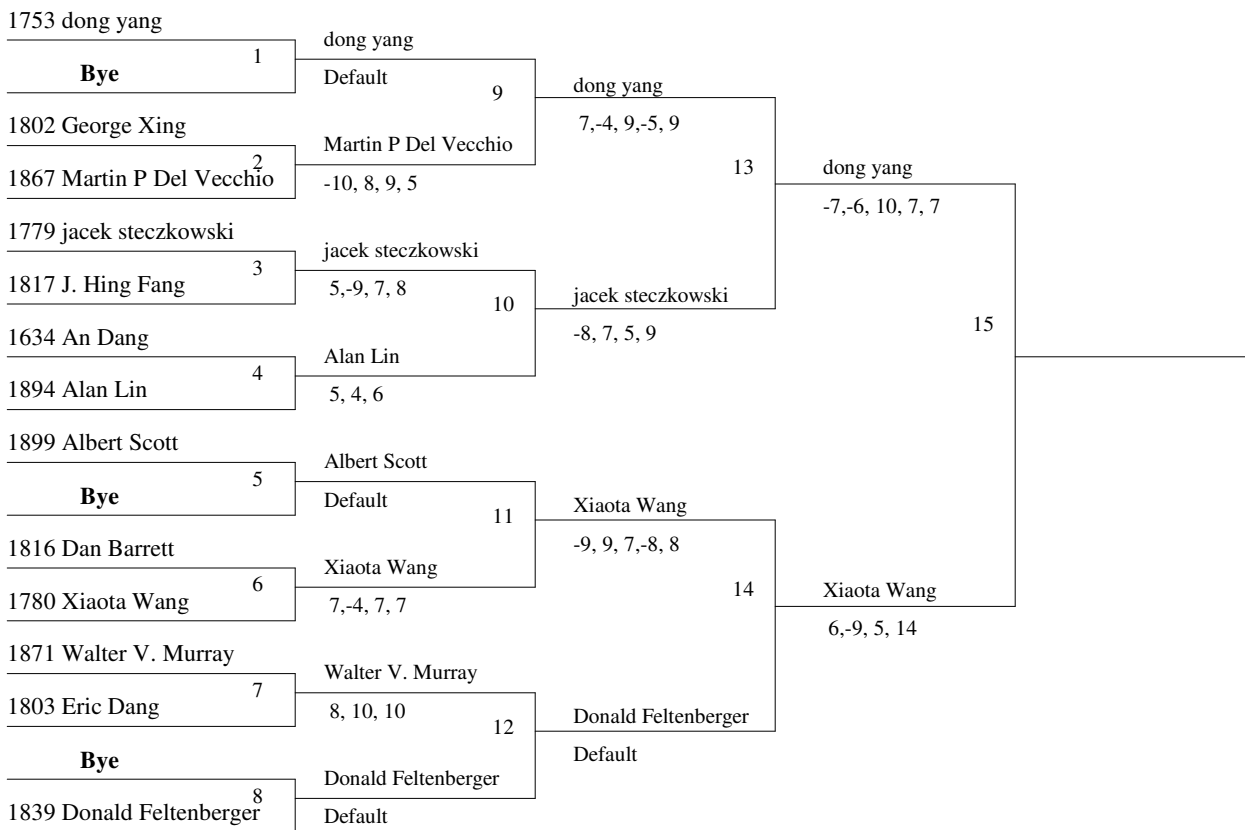 1753 dong yang
1
Bye
1802 George Xing
2
1867 Martin P Del Vecchio
1779 jacek steczkowski
3
1817 J. Hing Fang
1634 An Dang
4
1894 Alan Lin
1899 Albert Scott
5
Bye
1816 Dan Barrett
6
1780 Xiaota Wang
1871 Walter V. Murray
7
1803 Eric Dang
Bye
8
1839 Donald Feltenberger
dong yang
Default
9
Martin P Del Vecchio
-10, 8, 9, 5
jacek steczkowski
5,-9, 7, 8
10
Alan Lin
5, 4, 6
Albert Scott
Default
11
Xiaota Wang
7,-4, 7, 7
Walter V. Murray
8, 10, 10
12
Donald Feltenberger
Default
dong yang
7,-4, 9,-5, 9
13
jacek steczkowski
-8, 7, 5, 9
Xiaota Wang
-9, 9, 7,-8, 8
14
Donald Feltenberger
Default
dong yang
-7,-6, 10, 7, 7
15
Xiaota Wang
6,-9, 5, 14